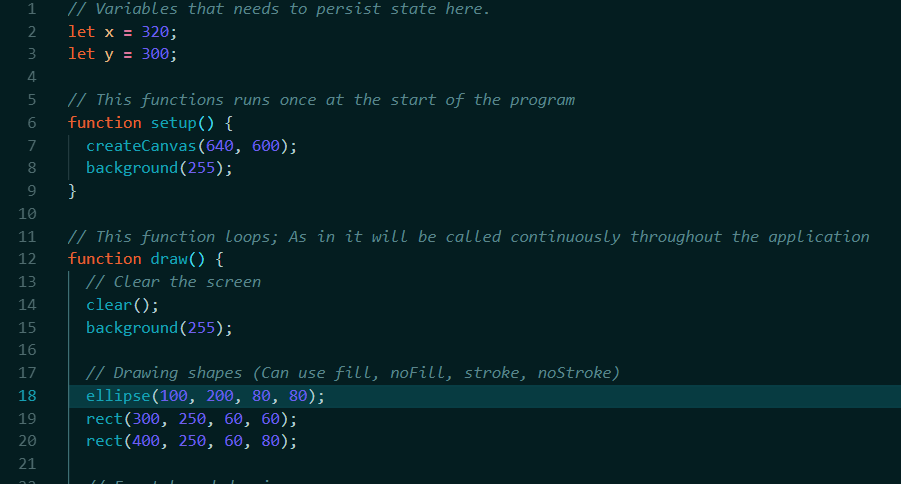 1 // Variables that needs to persist state here.
2 let x = 320;
3 let y = 300;
4
5 // This functions runs once at the start of the program
6 function setup() {
7   createCanvas(640, 600);
8   background(255);
9 }
10
11 // This function loops; As in it will be called continuously throughout the application
12 function draw() {
13   // Clear the screen
14   clear();
15   background(255);
16
17   // Drawing shapes (Can use fill, noFill, stroke, noStroke)
18   ellipse(100, 200, 80, 80);
19   rect(300, 250, 60, 60);
20   rect(400, 250, 60, 80);
21